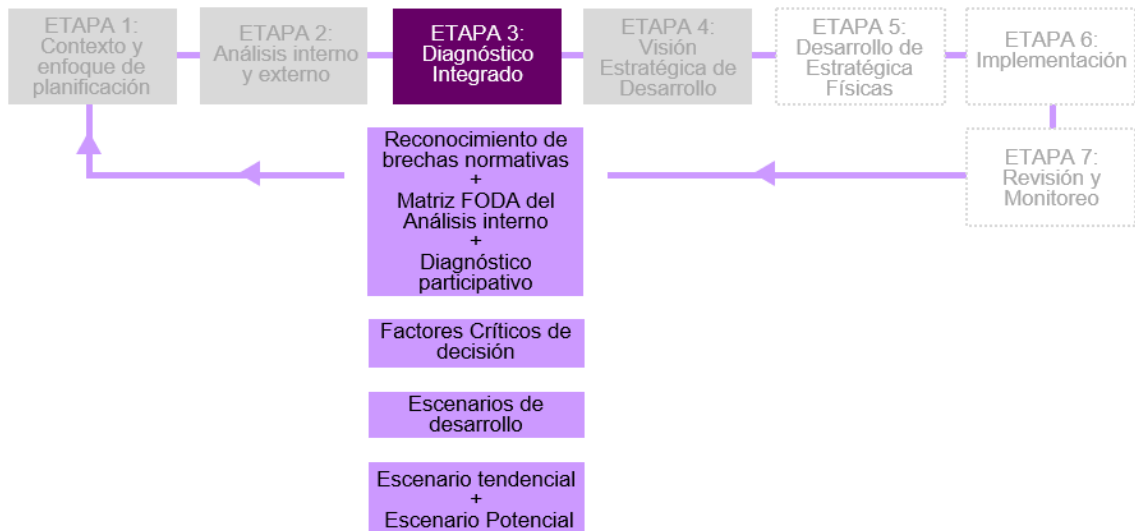 ETAPA 1:
Contexto y
enfoque de
planificación
ETAPA 2:
Análisis interno
y externo
ETAPA 3:
Diagnóstico
Integrado
ETAPA 4:
Visión
Estratégica de
Desarrollo
ETAPA 5:
Desarrollo de
Estratégica
Físicas
ETAPA 6:
Implementación
ETAPA 7:
Revisión y
Monitoreo
Reconocimiento de
brechas normativas
+
Matriz FODA del
Análisis interno
+
Diagnóstico
participativo
Factores Críticos de
decisión
Escenarios de
desarrollo
Escenario tendencial
+
Escenario Potencial